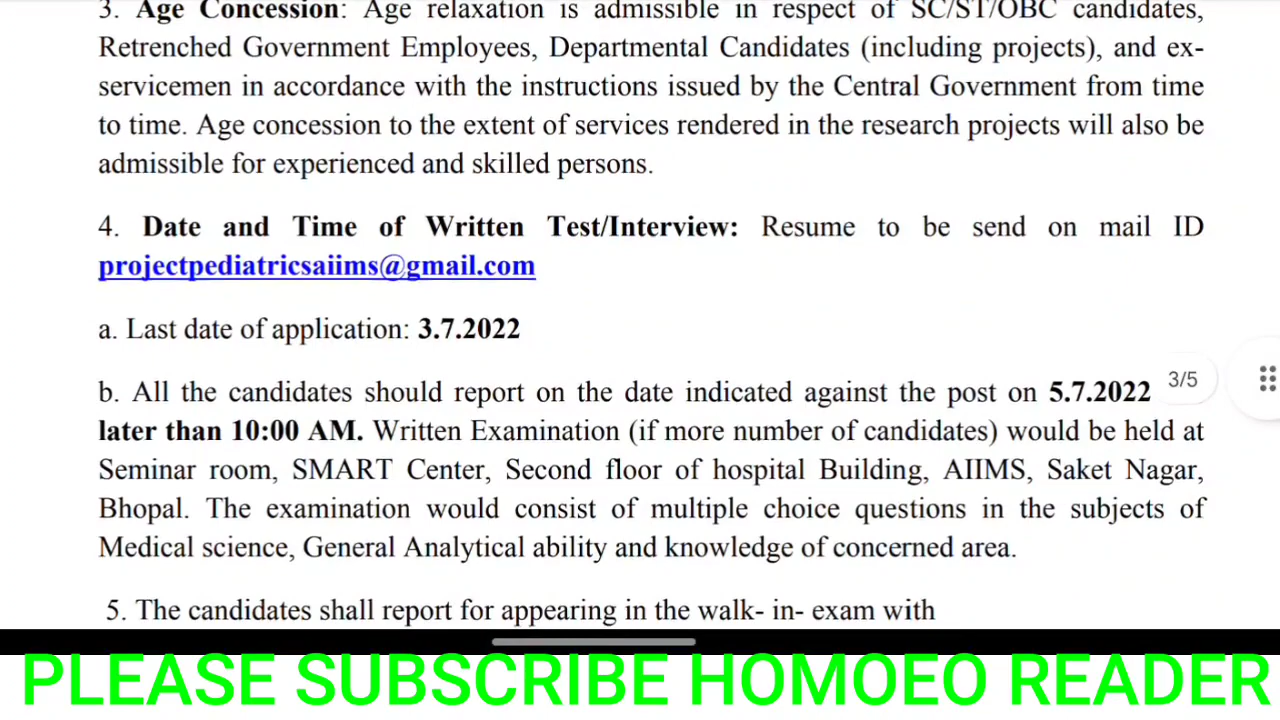 3. Age Concession: Age relaxation is admissible in respect of SC/ST/OBC candidates,
Retrenched Government Employees, Departmental Candidates (including projects), and ex-
servicemen in accordance with the instructions issued by the Central Government from time
to time. Age concession to the extent of services rendered in the research projects will also be
admissible for experienced and skilled persons.
4. Date and Time of Written Test/Interview: Resume to be send on mail ID
projectpediatricsaiims@gmail.com
a. Last date of application: 3.7.2022
b. All the candidates should report on the date indicated against the post on 5.7.2022
3/5
later than 10:00 AM. Written Examination (if more number of candidates) would be held at
Seminar room, SMART Center, Second floor of hospital Building, AIIMS, Saket Nagar,
Bhopal. The examination would consist of multiple choice questions in the subjects of
Medical science, General Analytical ability and knowledge of concerned area.
5. The candidates shall report for appearing in the walk- in- exam with
PLEASE SUBSCRIBE HOMOEO READER